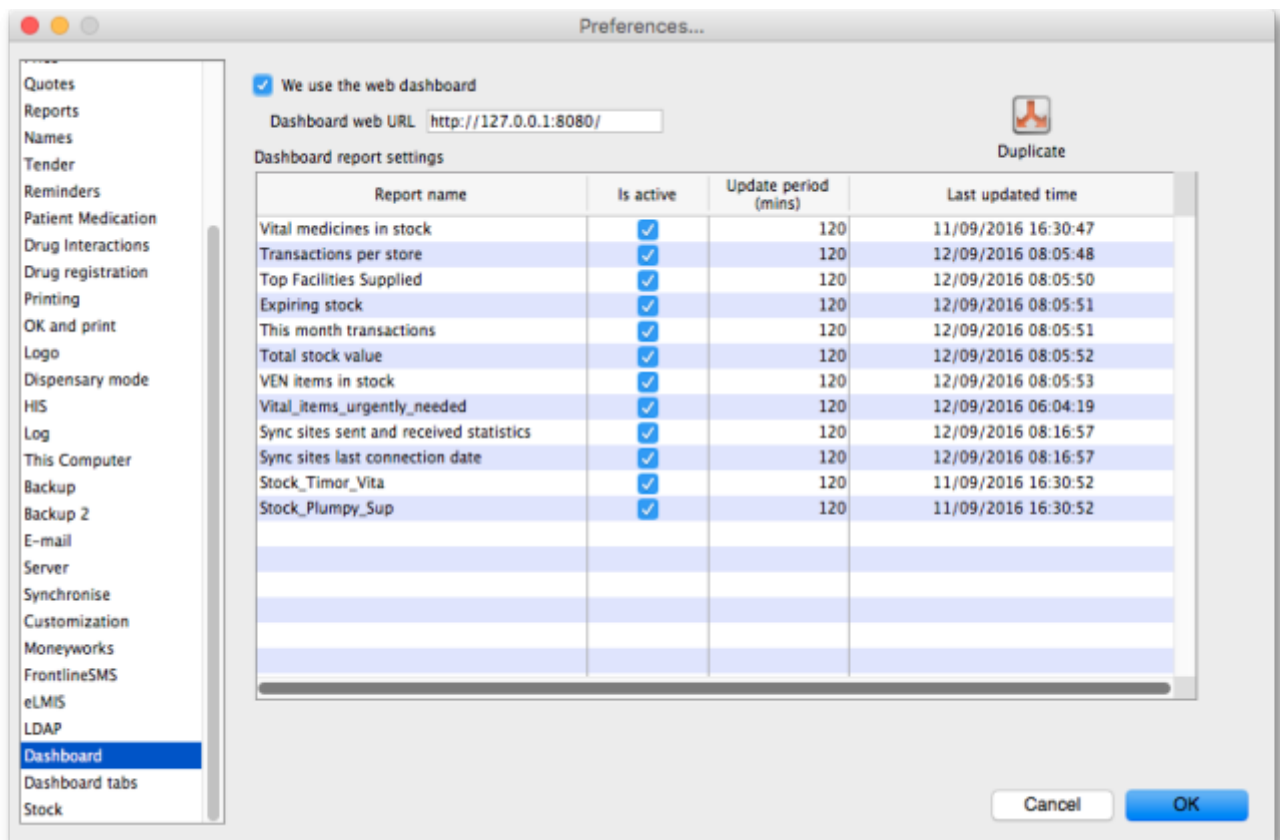 Preferences...
Quotes
Reports
Names
Tender
Reminders
Patient Medication
Drug Interactions
Drug registration
Printing
OK and print
Logo
Dispensary mode
HIS
Log
This Computer
Backup
Backup 2
E-mail
Server
Synchronise
Customization
Moneyworks
FrontlineSMS
eLMIS
LDAP
Dashboard
Dashboard tabs
Stock
We use the web dashboard
Dashboard web URL http://127.0.0.1:8080/
Duplicate
Dashboard report settings
Report name Is active Update period (mins) Last updated time
Vital medicines in stock 120 11/09/2016 16:30:47
Transactions per store 120 12/09/2016 08:05:48
Top Facilities Supplied 120 12/09/2016 08:05:50
Expiring stock 120 12/09/2016 08:05:51
This month transactions 120 12/09/2016 08:05:51
Total stock value 120 12/09/2016 08:05:52
VEN items in stock 120 12/09/2016 08:05:53
Vital_items_urgently_needed 120 12/09/2016 06:04:19
Sync sites sent and received statistics 120 12/09/2016 08:16:57
Sync sites last connection date 120 12/09/2016 08:16:57
Stock_Timor_Vita 120 11/09/2016 16:30:52
Stock_Plumpy_Sup 120 11/09/2016 16:30:52
Cancel OK